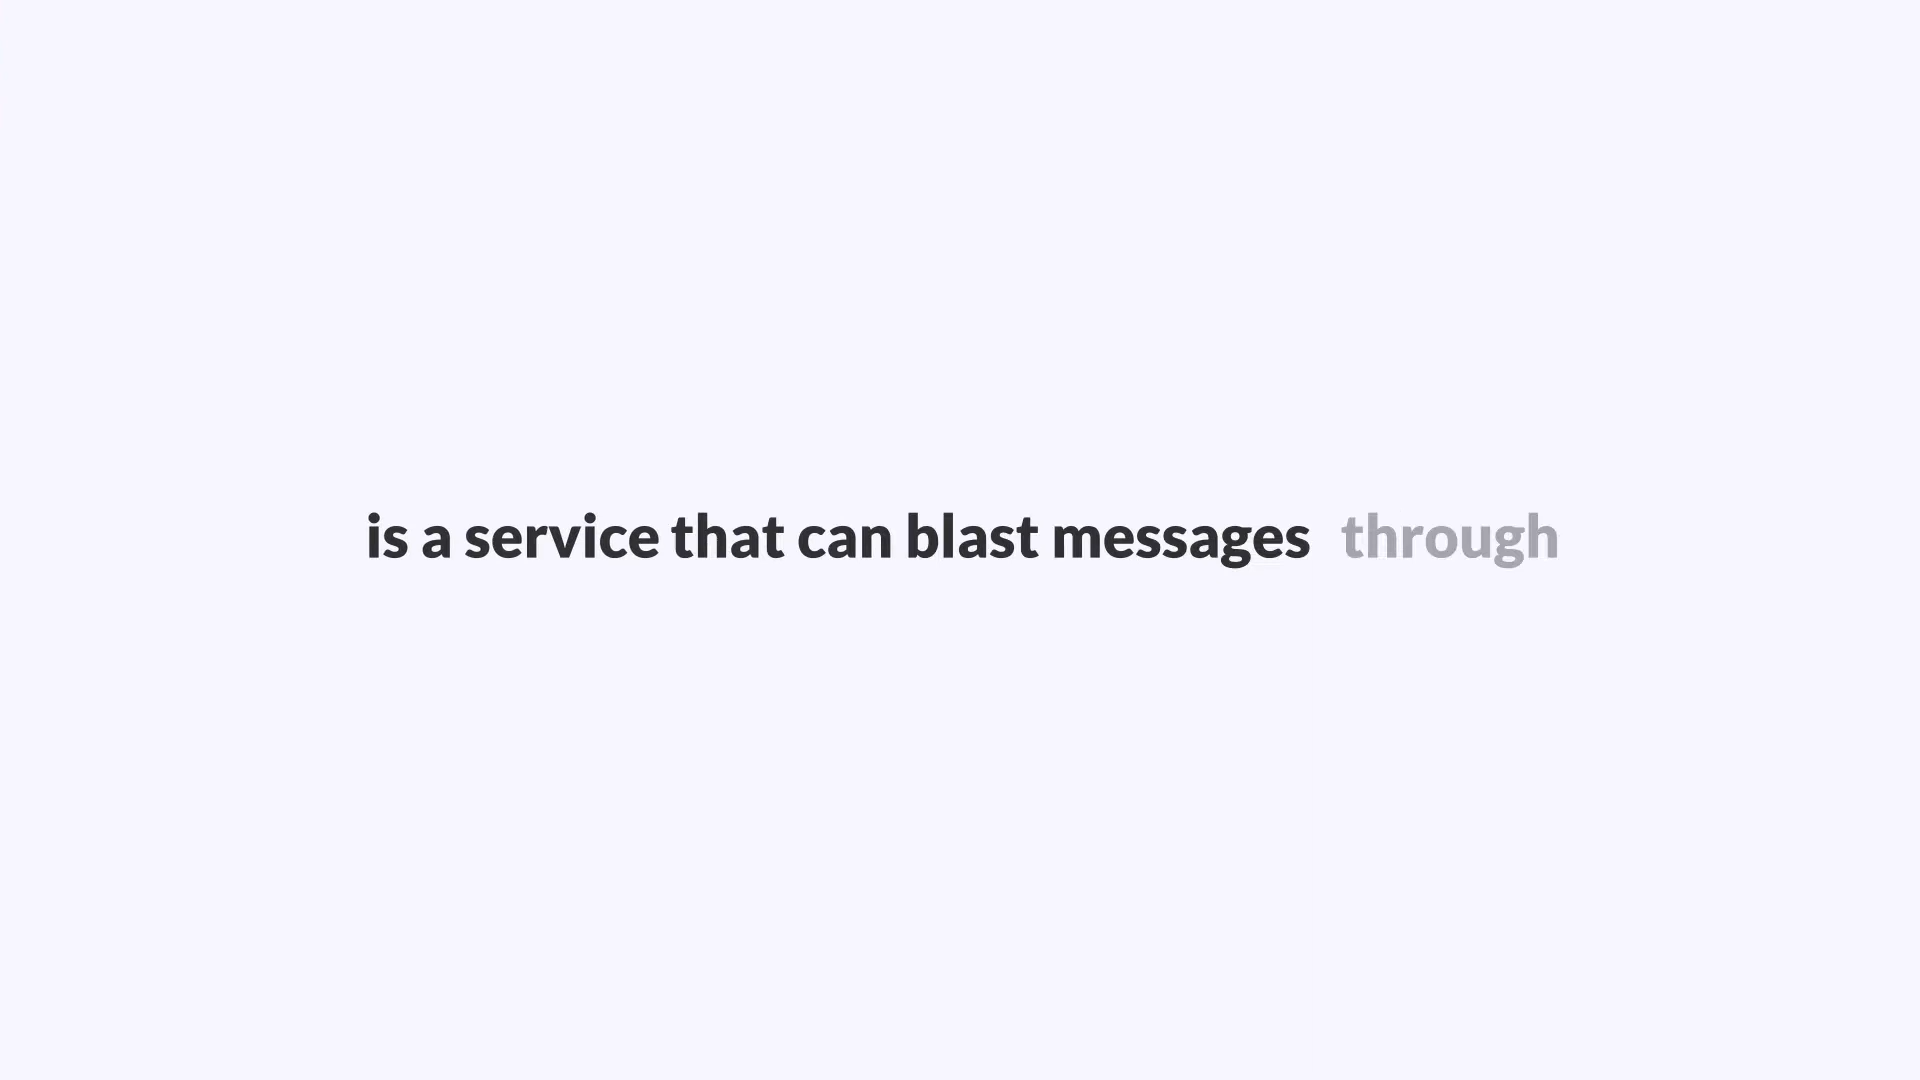 is a service that can blast messages through